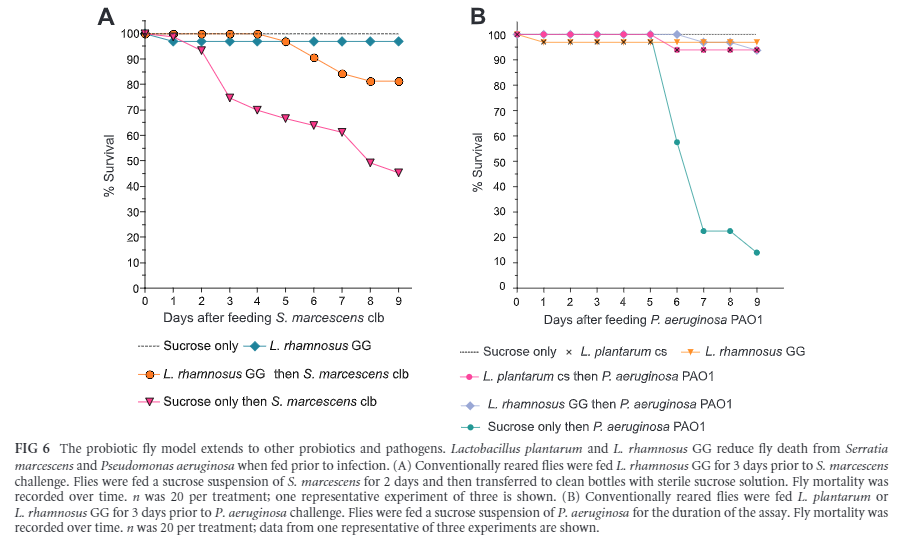 A
100
90
80
70
60
50
40
30
20
10
0
% Survival
0 1 2 3 4 5 6 7 8 9
Days after feeding S. marcescens clb
Sucrose only L. rhamnosus GG
L. rhamnosus GG then S. marcescens clb
Sucrose only then S. marcescens clb
B
100
90
80
70
60
50
40
30
20
10
0
% Survival
0 1 2 3 4 5 6 7 8 9
Days after feeding P. aeruginosa PAO1
Sucrose only L. plantarum cs L. rhamnosus GG
L. plantarum cs then P. aeruginosa PAO1
L. rhamnosus GG then P. aeruginosa PAO1
Sucrose only then P. aeruginosa PAO1
FIG 6 The probiotic fly model extends to other probiotics and pathogens. Lactobacillus plantarum and L. rhamnosus GG reduce fly death from Serratia
marcescens and Pseudomonas aeruginosa when fed prior to infection. (A) Conventionally reared flies were fed L. rhamnosus GG for 3 days prior to S. marcescens
challenge. Flies were fed a sucrose suspension of S. marcescens for 2 days and then transferred to clean bottles with sterile sucrose solution. Fly mortality was
recorded over time. n was 20 per treatment; one representative experiment of three is shown. (B) Conventionally reared flies were fed L. plantarum or
L. rhamnosus GG for 3 days prior to P. aeruginosa challenge. Flies were fed a sucrose suspension of P. aeruginosa for the duration of the assay. Fly mortality was
recorded over time. n was 20 per treatment; data from one representative of three experiments are shown.